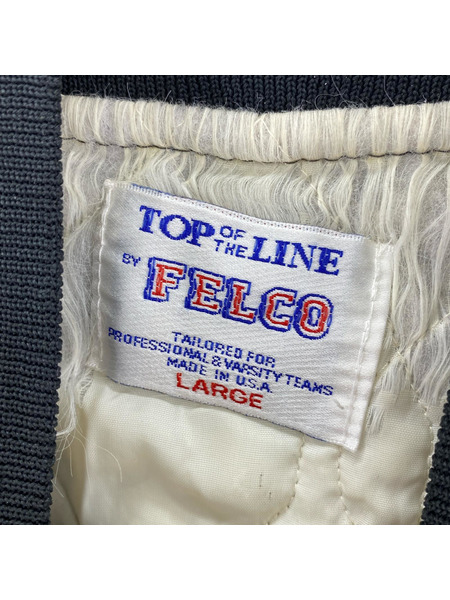 TOP OF THE LINE
BY FELCO
TAILORED FOR
PROFESSIONAL & VARSITY TEAMS
MADE IN U.S.A.
LARGE